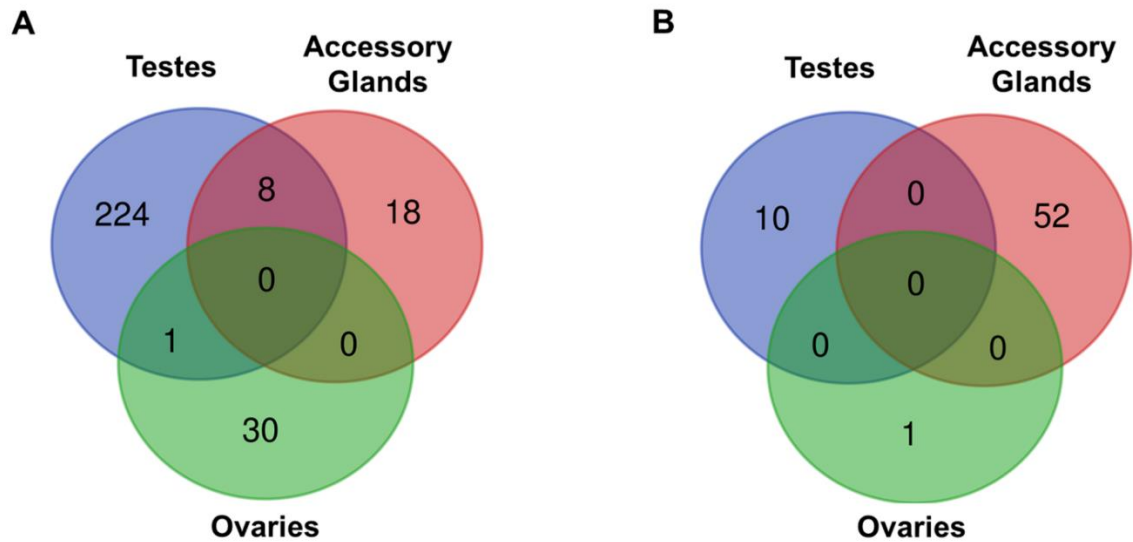 A
Testes
Accessory
Glands
224
8
18
0
1
0
30
Ovaries
B
Testes
Accessory
Glands
10
0
52
0
0
0
1
Ovaries